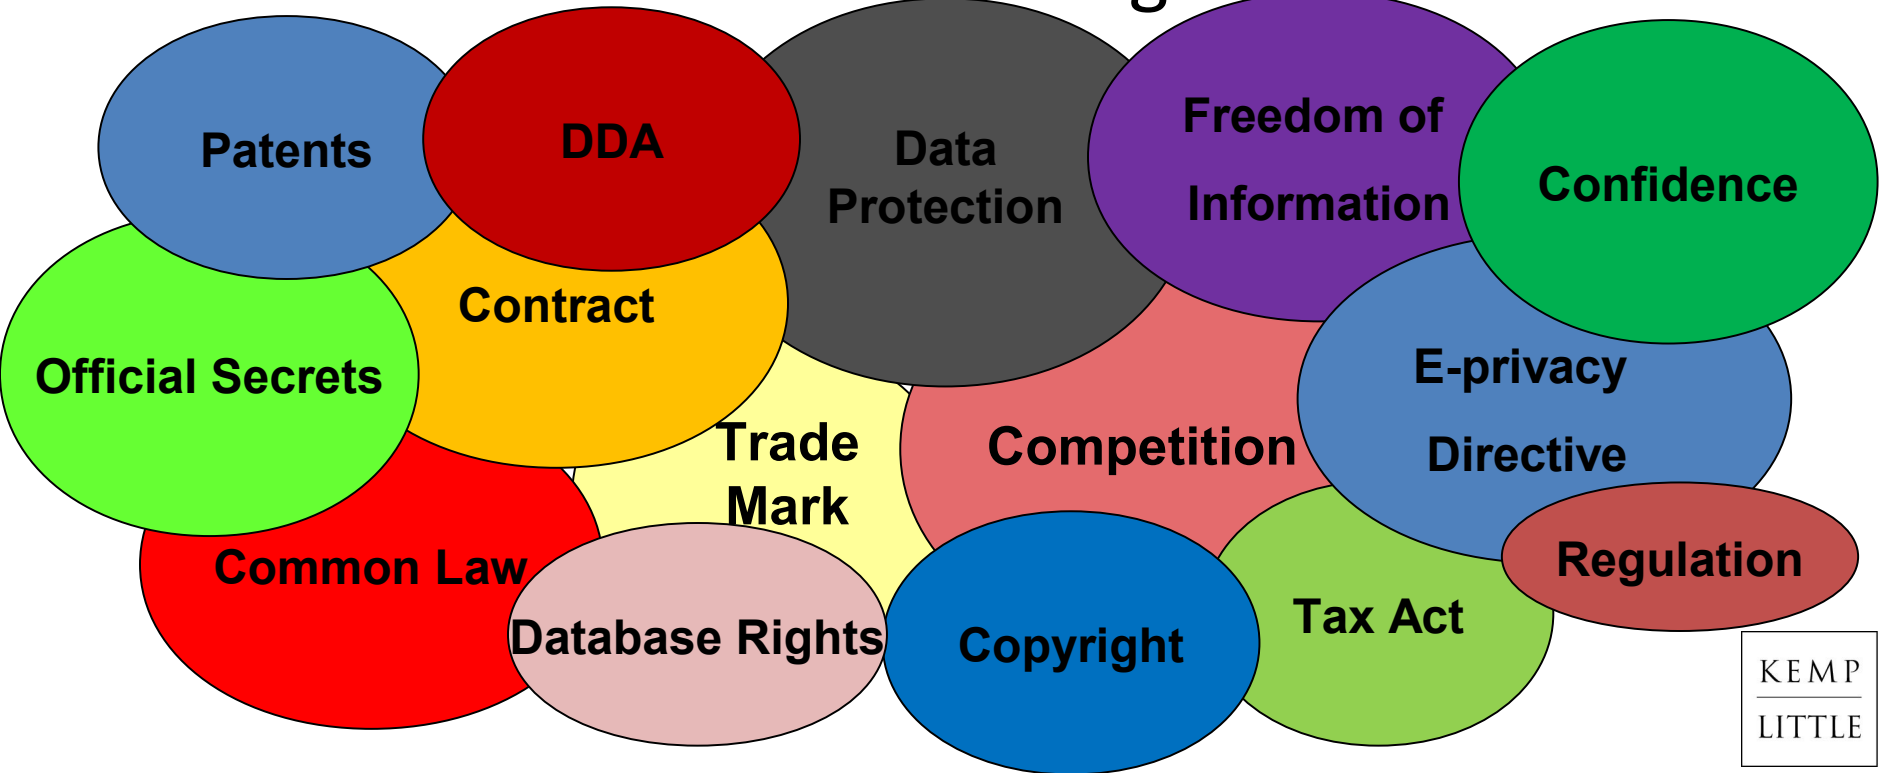 Patents
DDA
Data
Protection
Freedom of
Information
Confidence
Contract
Official Secrets
E-privacy
Directive
Trade
Mark
Competition
Common Law
Database Rights
Copyright
Tax Act
Regulation
KEMP
LITTLE